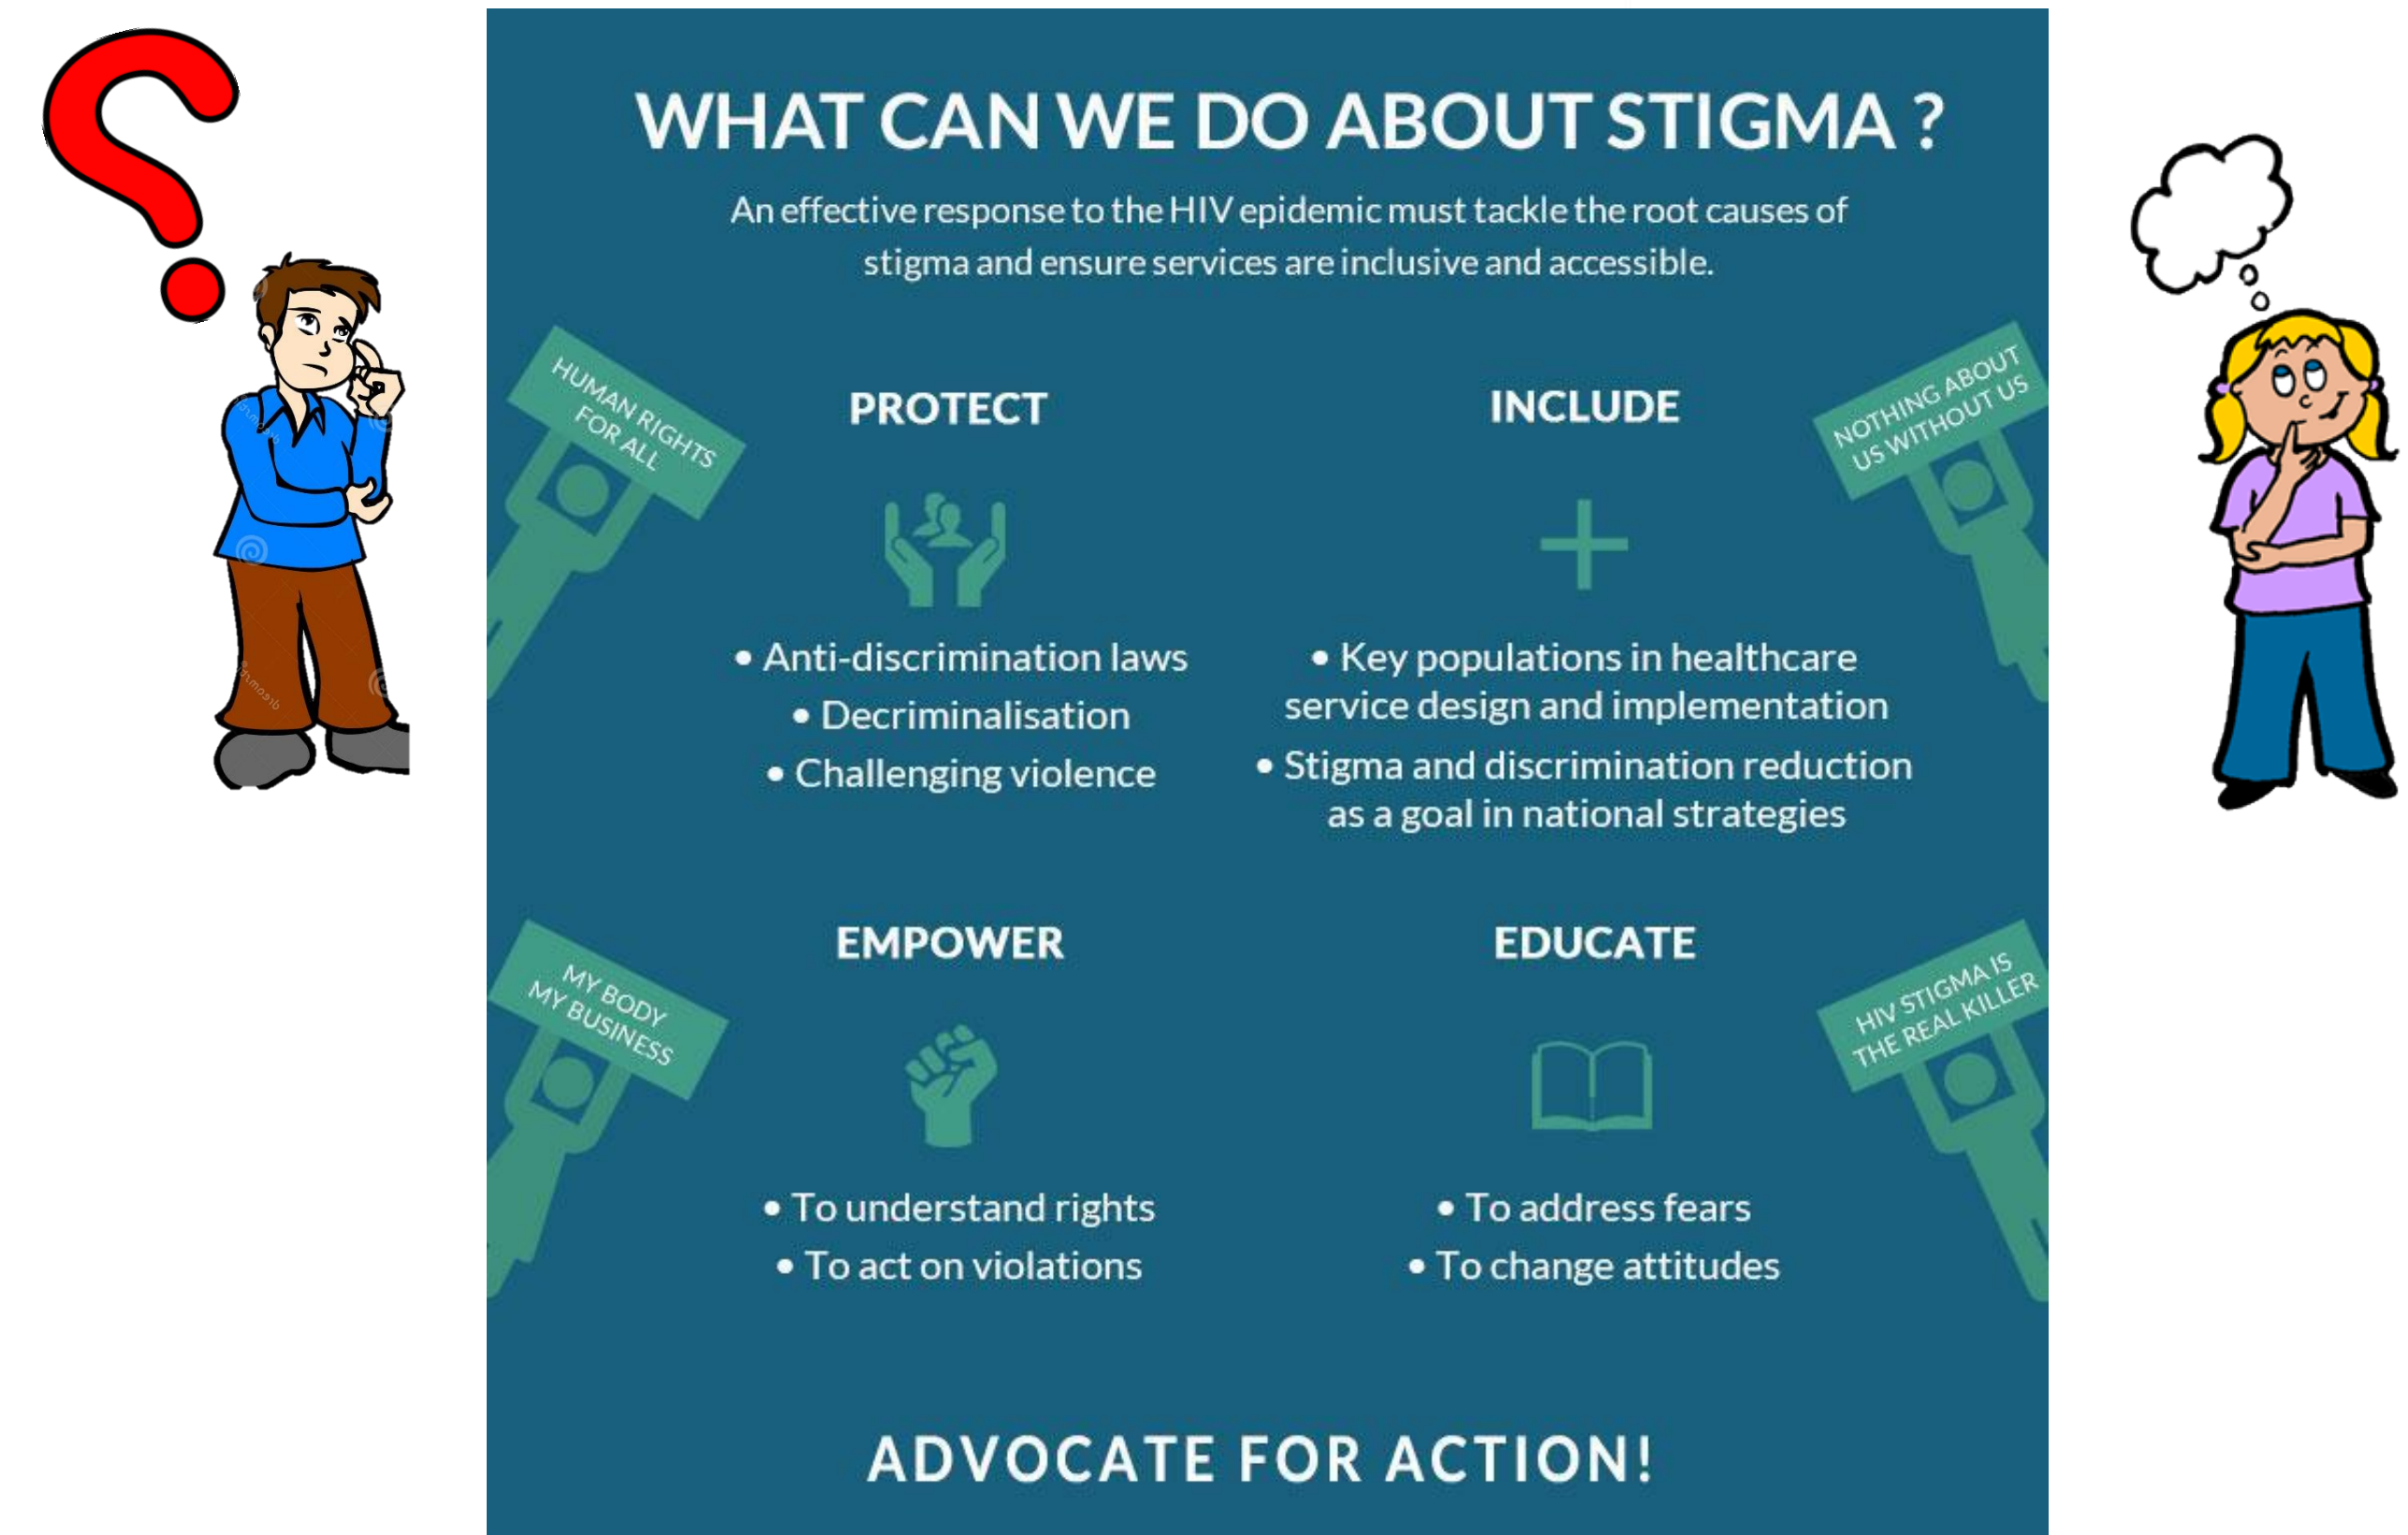 WHAT CAN WE DO ABOUT STIGMA ?
An effective response to the HIV epidemic must tackle the root causes of
stigma and ensure services are inclusive and accessible.
HUMAN RIGHTS
FOR ALL
PROTECT
• Anti-discrimination laws
• Decriminalisation
• Challenging violence
INCLUDE
NOTHING ABOUT
US WITHOUT US
• Key populations in healthcare
service design and implementation
• Stigma and discrimination reduction
as a goal in national strategies
MY BODY
MY BUSINESS
EMPOWER
• To understand rights
• To act on violations
EDUCATE
HIV STIGMA IS
THE REAL KILLER
• To address fears
• To change attitudes
ADVOCATE FOR ACTION!